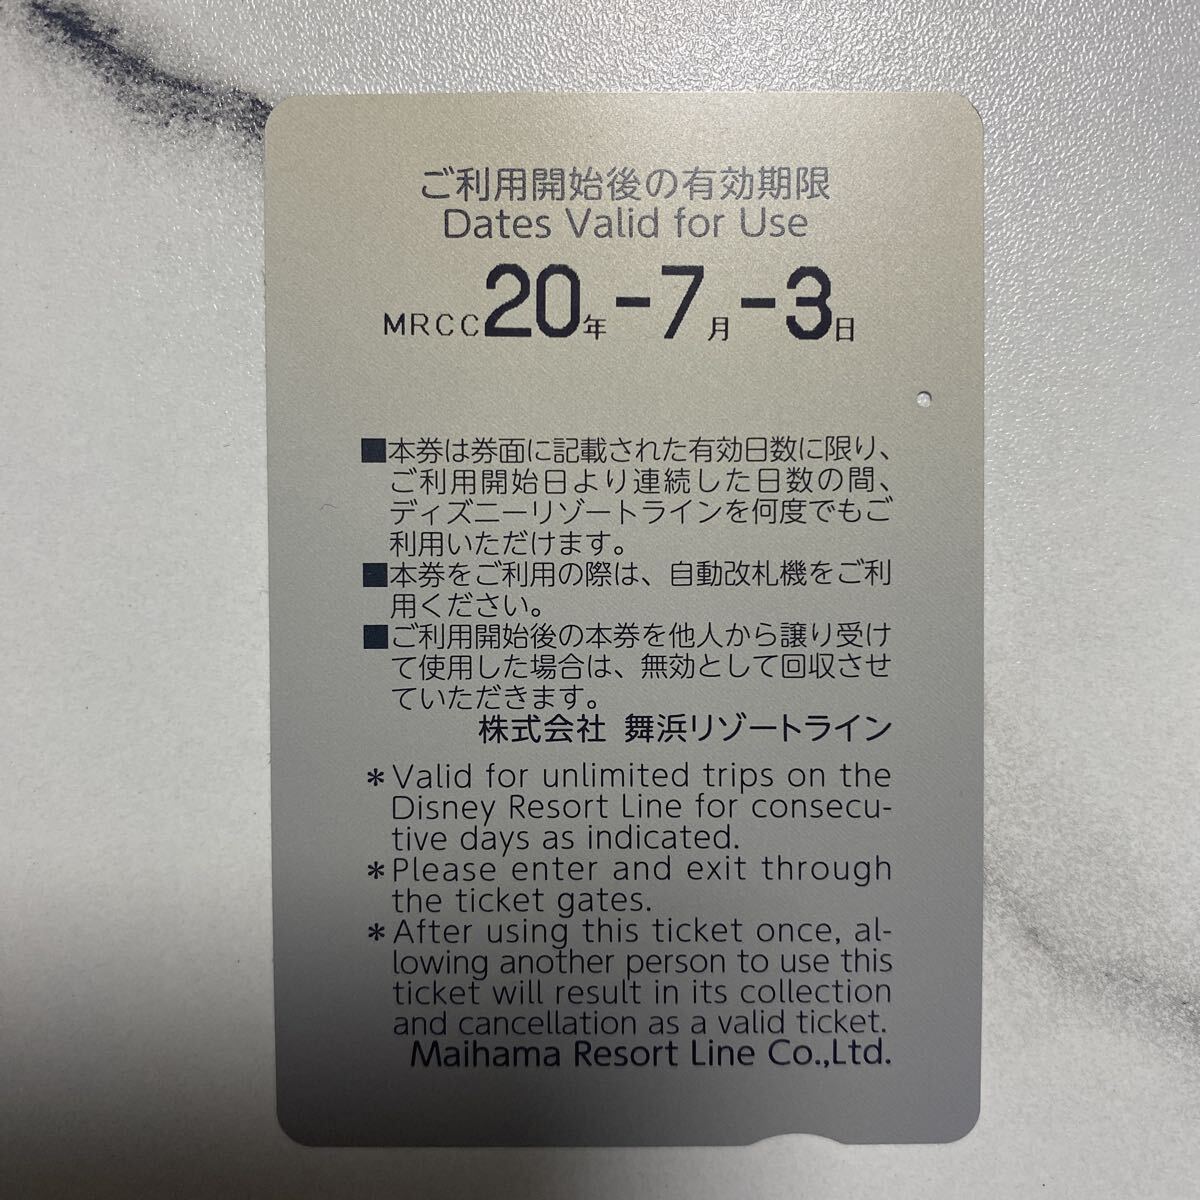 ご利用開始後の有効期限
Dates Valid for Use
MRCC20年-7月-3日
■本券は券面に記載された有効日数に限り、
ご利用開始日より連続した日数の間、
ディズニーリゾートラインを何度でもご
利用いただけます。
■本券をご利用の際は、自動改札機をご利
用ください。
■ご利用開始後の本券を他人から譲り受け
て使用した場合は、無効として回収させ
ていただきます。
株式会社 舞浜リゾートライン
*Valid for unlimited trips on the
Disney Resort Line for consecu-
tive days as indicated.
*Please enter and exit through
the ticket gates.
*After using this ticket once, al-
lowing another person to use this
ticket will result in its collection
and cancellation as a valid ticket.
Maihama Resort Line Co.,Ltd.